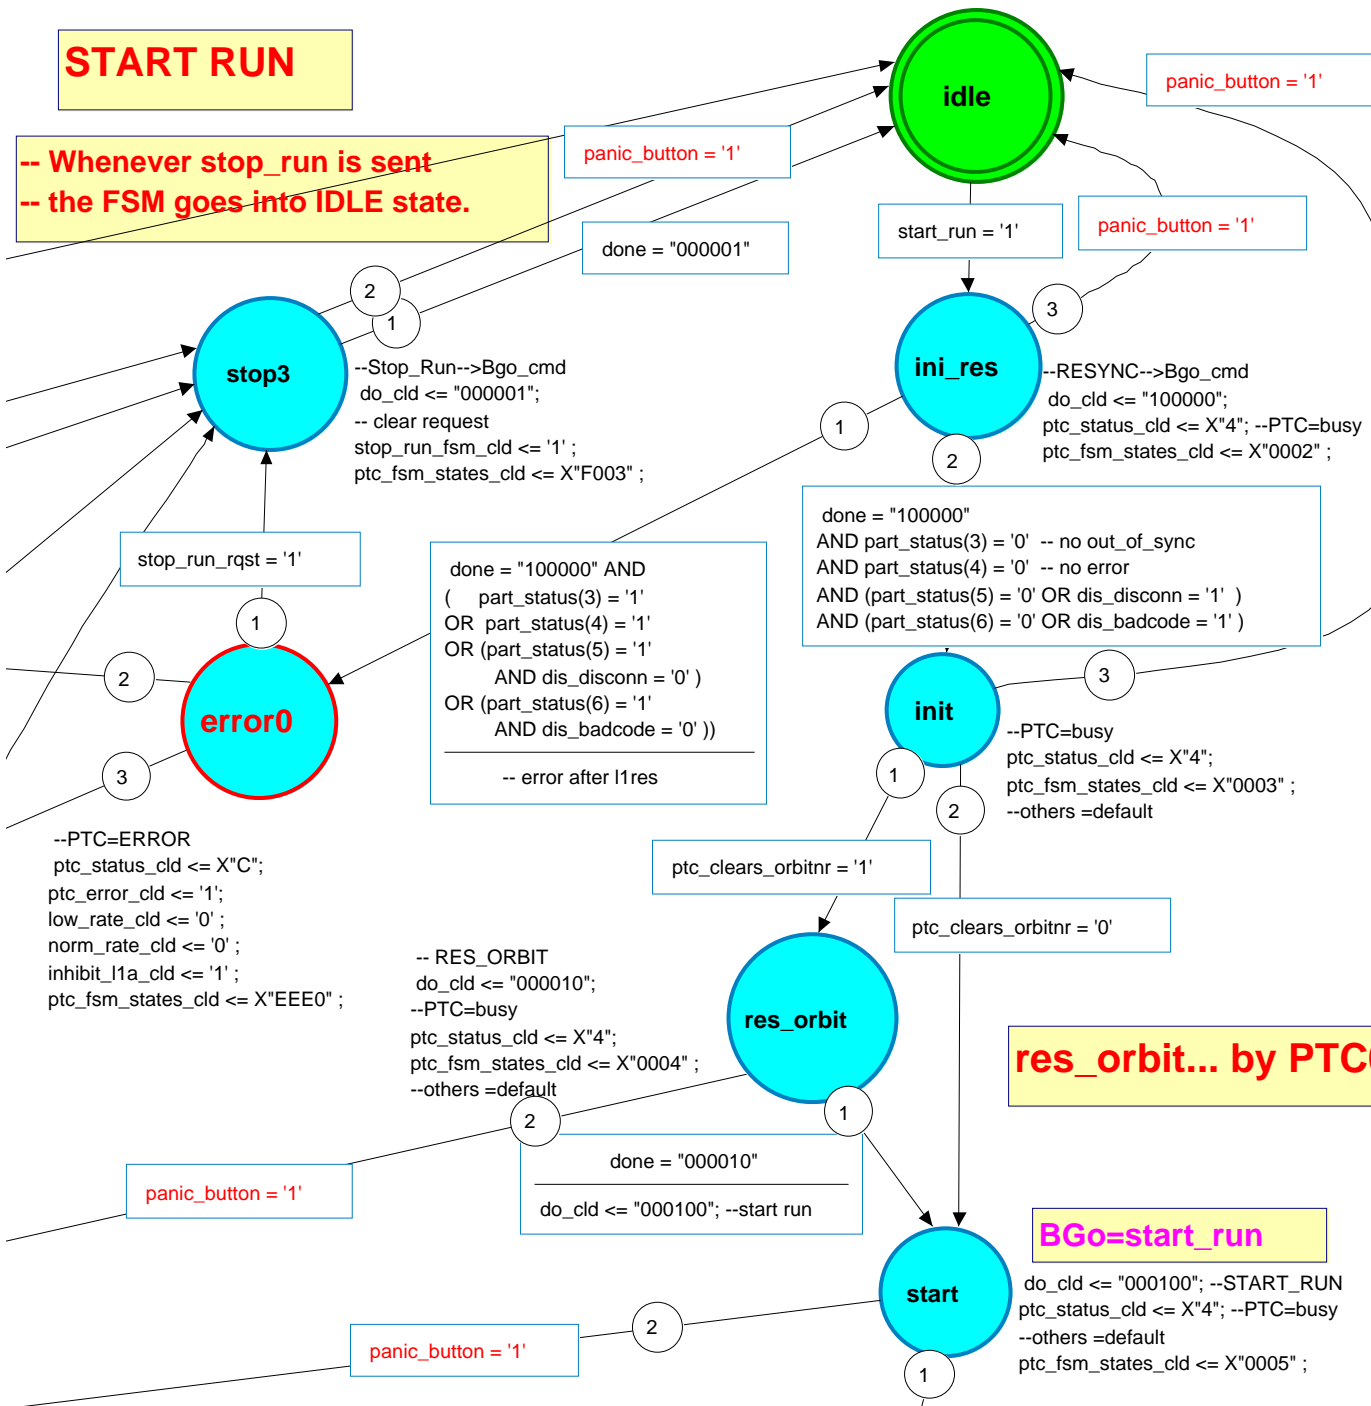 START RUN
idle
panic_button = '1'
-- Whenever stop_run is sent
-- the FSM goes into IDLE state.
panic_button = '1'
start_run = '1'
panic_button = '1'
done = "000001"
2
1
3
stop3
--Stop_Run-->Bgo_cmd
do_cld <= "000001";
-- clear request
stop_run_fsm_cld <= '1' ;
ptc_fsm_states_cld <= X"F003" ;
ini_res
--RESYNC-->Bgo_cmd
do_cld <= "100000";
ptc_status_cld <= X"4"; --PTC=busy
ptc_fsm_states_cld <= X"0002" ;
1
2
stop_run_rqst = '1'
done = "100000" AND
( part_status(3) = '1'
OR part_status(4) = '1'
OR (part_status(5) = '1'
AND dis_disconn = '0' )
OR (part_status(6) = '1'
AND dis_badcode = '0' ))
-- error after l1res
done = "100000"
AND part_status(3) = '0' -- no out_of_sync
AND part_status(4) = '0' -- no error
AND (part_status(5) = '0' OR dis_disconn = '1' )
AND (part_status(6) = '0' OR dis_badcode = '1' )
1
2
3
error0
3
init
--PTC=busy
ptc_status_cld <= X"4";
ptc_fsm_states_cld <= X"0003" ;
--others =default
1
2
--PTC=ERROR
ptc_status_cld <= X"C";
ptc_error_cld <= '1';
low_rate_cld <= '0' ;
norm_rate_cld <= '0' ;
inhibit_l1a_cld <= '1' ;
ptc_fsm_states_cld <= X"EEE0" ;
ptc_clears_orbitnr = '1'
ptc_clears_orbitnr = '0'
-- RES_ORBIT
do_cld <= "000010";
--PTC=busy
ptc_status_cld <= X"4";
ptc_fsm_states_cld <= X"0004" ;
--others =default
res_orbit
res_orbit... by PTC
2
1
done = "000010"
do_cld <= "000100"; --start run
panic_button = '1'
BGo=start_run
start
do_cld <= "000100"; --START_RUN
ptc_status_cld <= X"4"; --PTC=busy
--others =default
ptc_fsm_states_cld <= X"0005" ;
2
panic_button = '1'
1